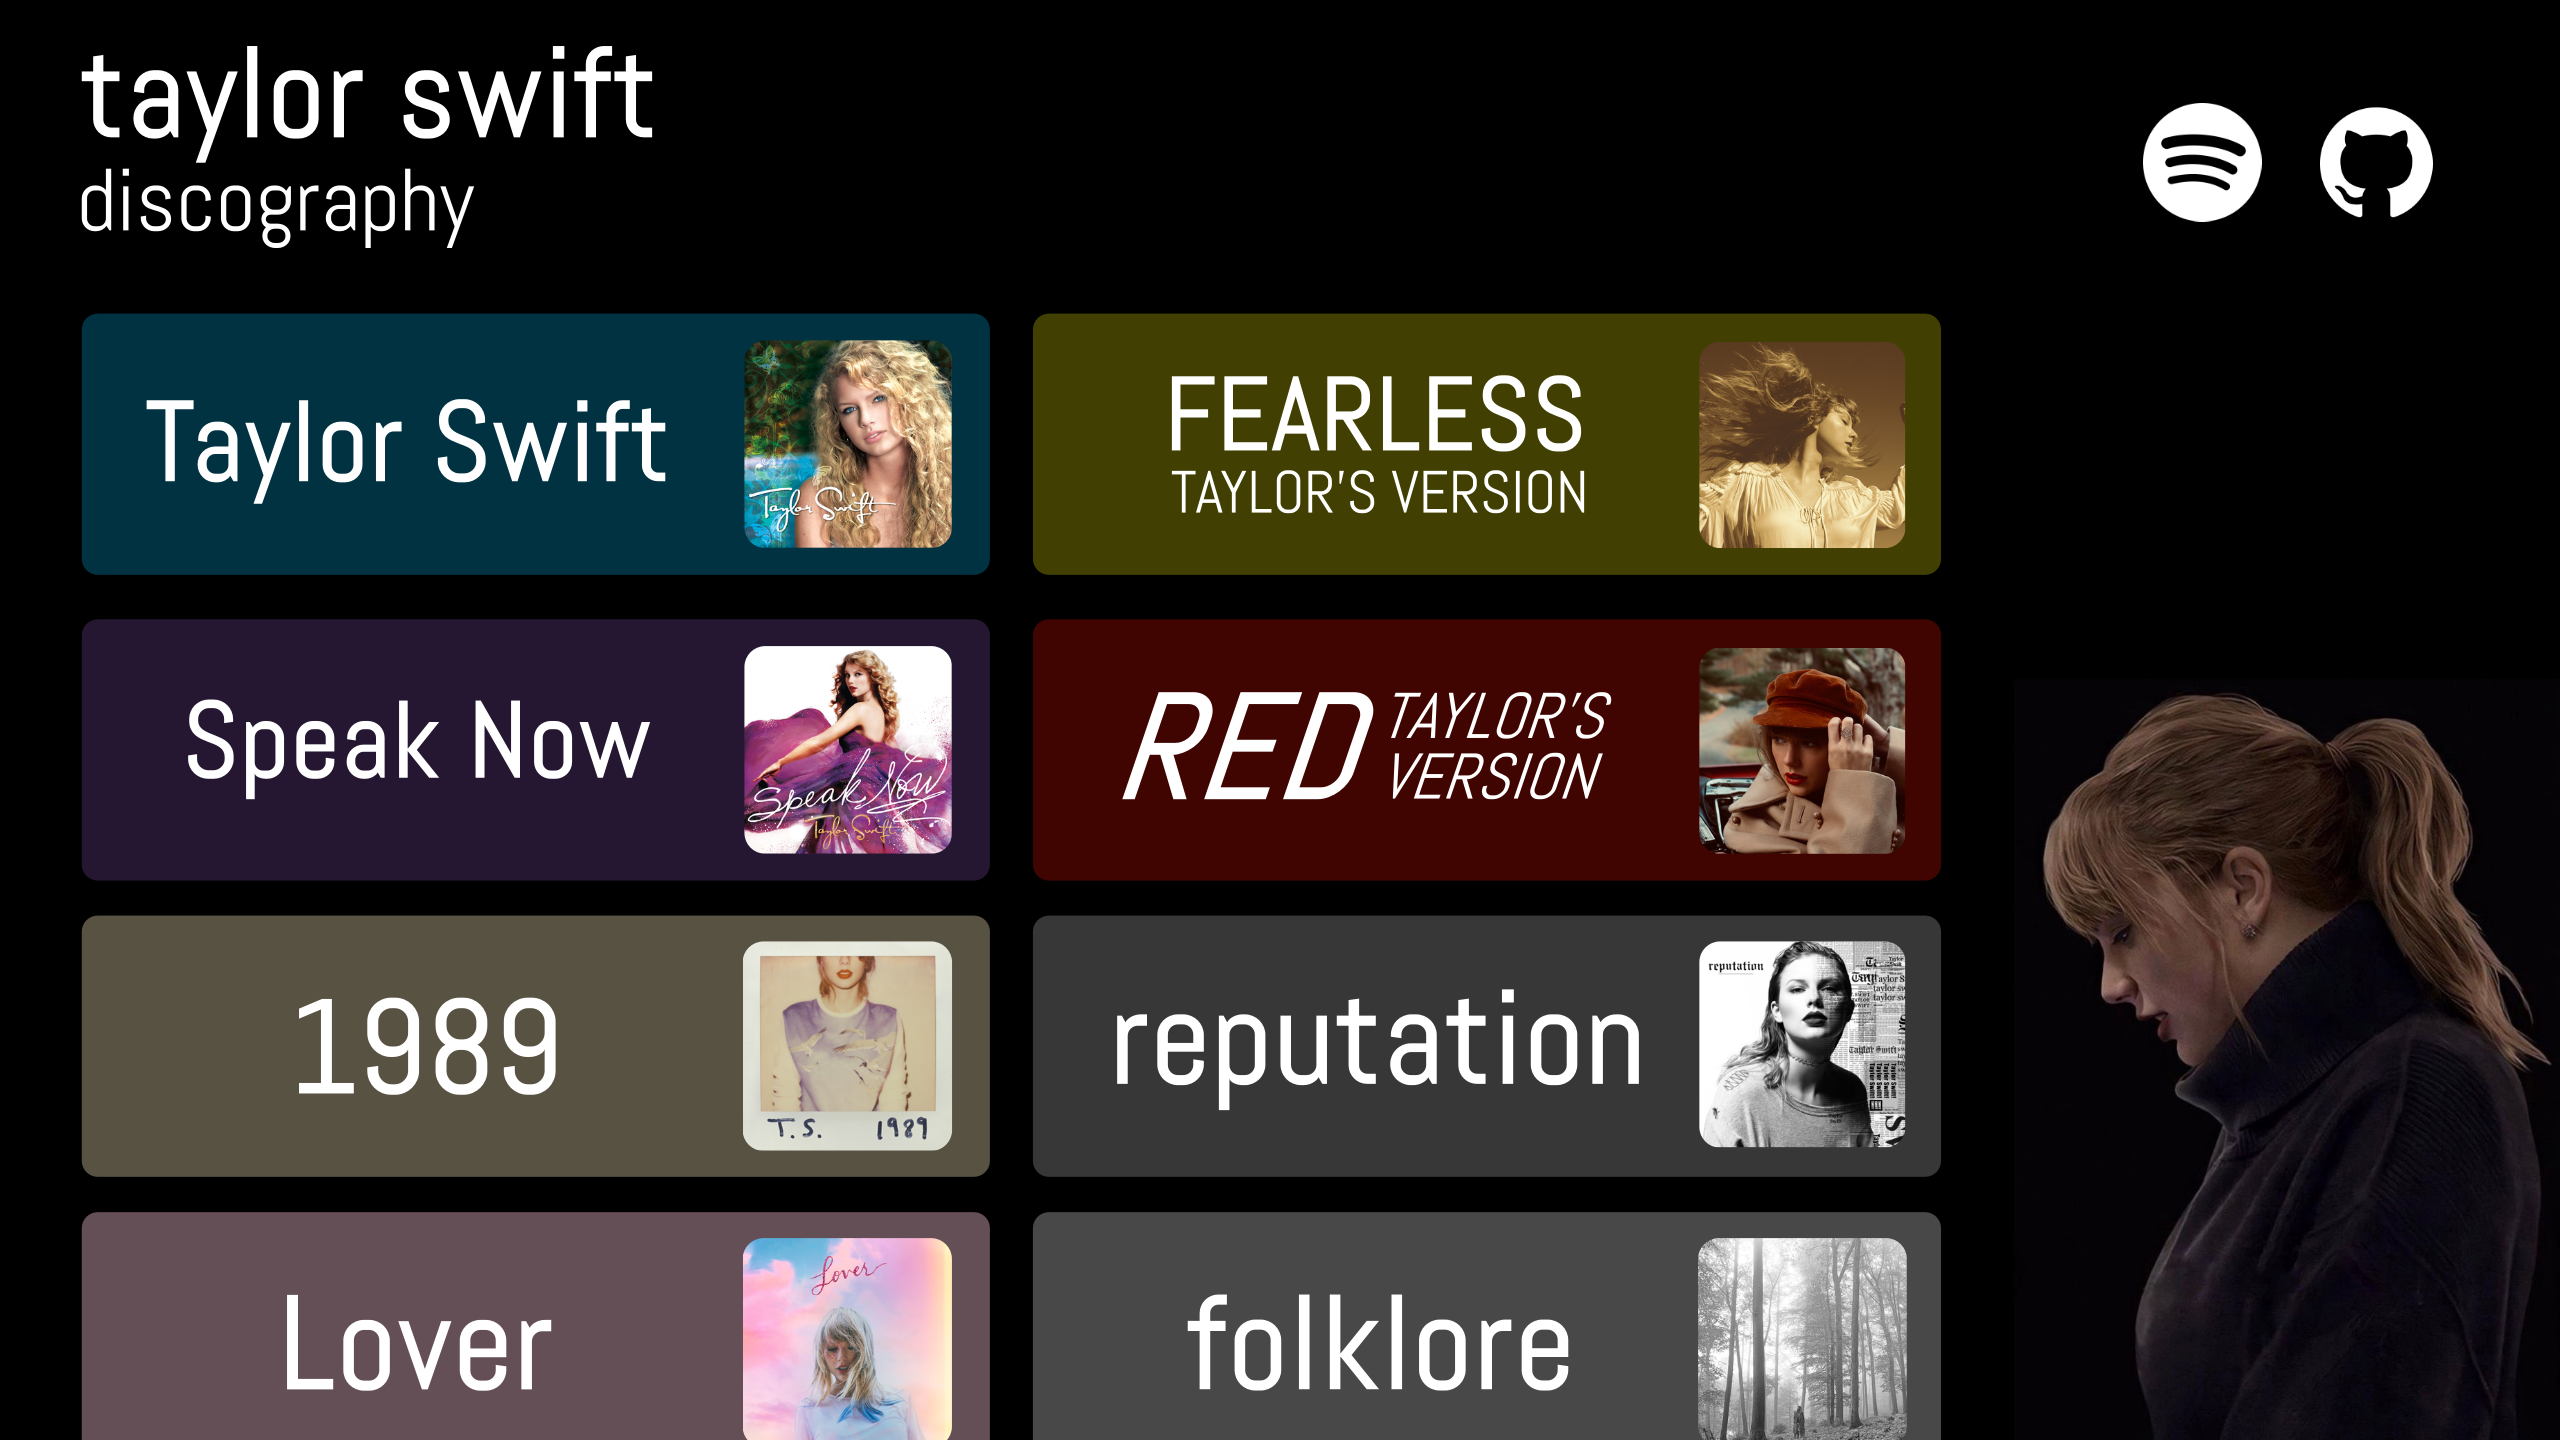 taylor swift
discography
Taylor Swift
Taylor Swift
FEARLESS
TAYLOR'S VERSION
Speak Now
Speak Now
Taylor Swift
RED
TAYLOR'S
VERSION
1989
T.S. 1989
reputation
reputation
Lover
Lover
folklore